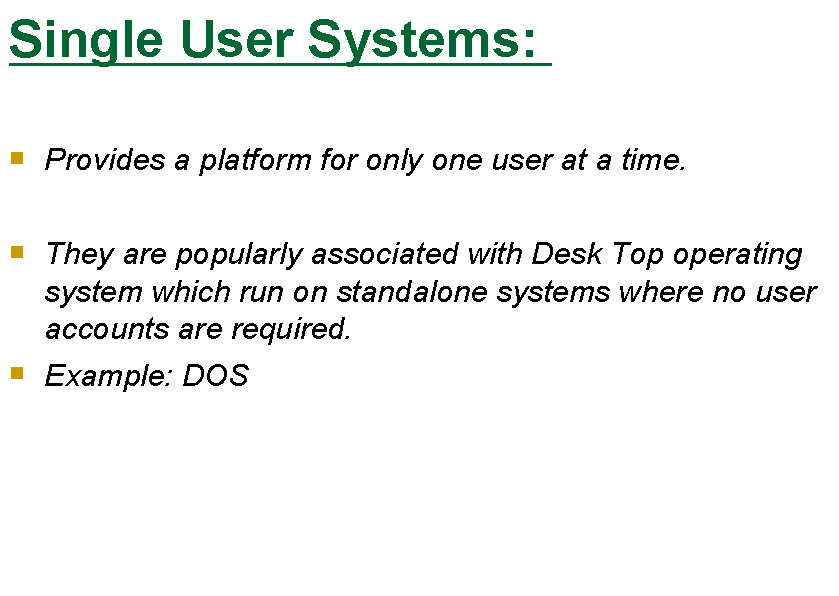 Single User Systems:
Provides a platform for only one user at a time.
They are popularly associated with Desk Top operating
system which run on standalone systems where no user
accounts are required.
Example: DOS